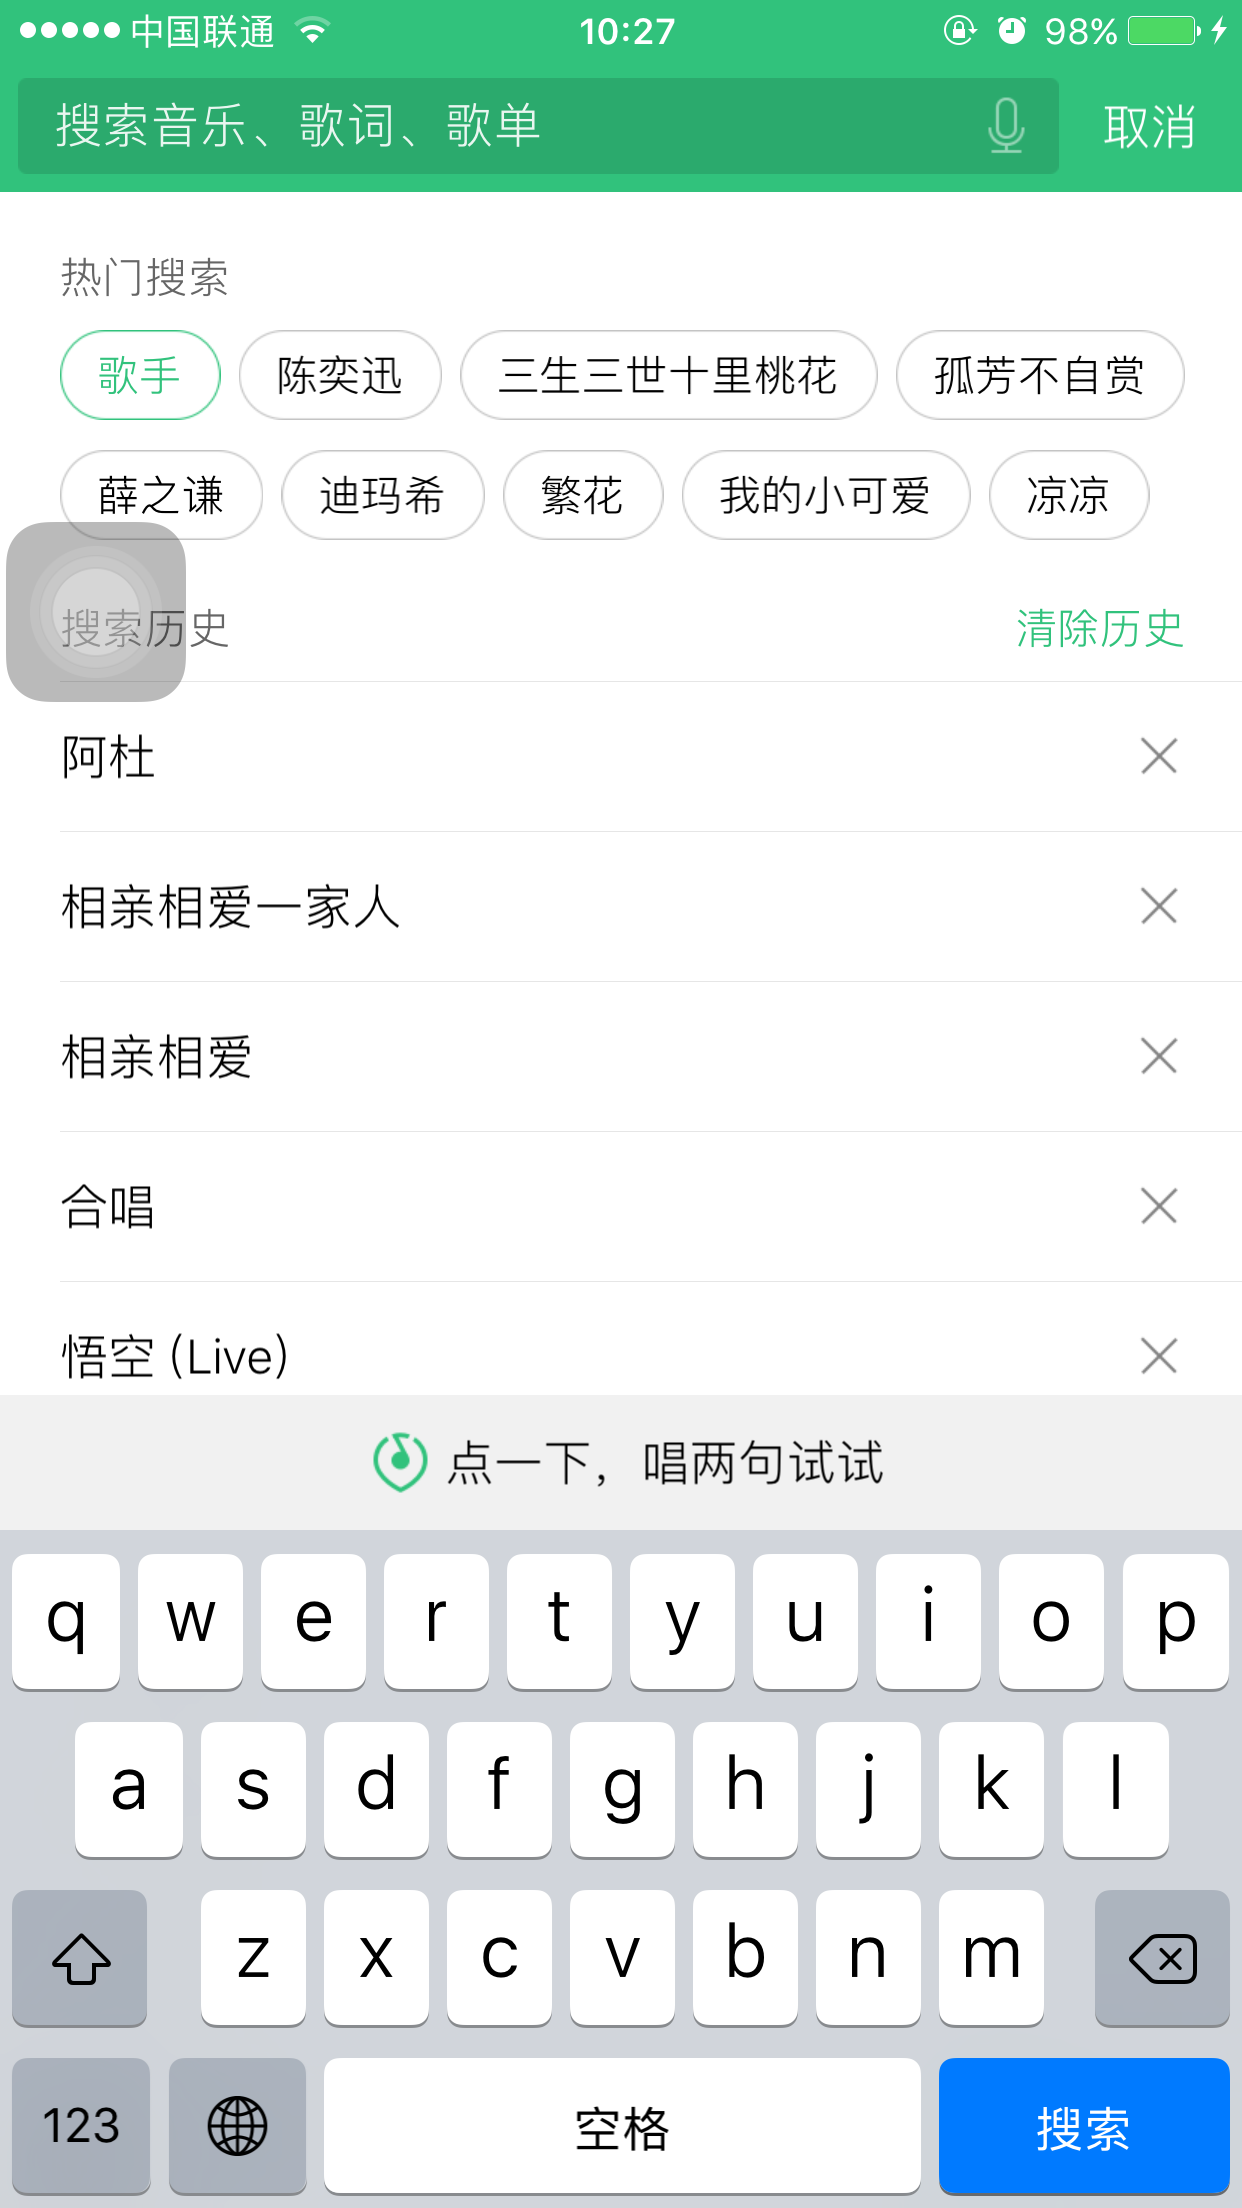 中国联通 10:27 98%
搜索音乐、歌词、歌单 取消
热门搜索
歌手 陈奕迅 三生三世十里桃花 孤芳不自赏
薛之谦 迪玛希 繁花 我的小可爱 凉凉
搜索历史 清除历史
阿杜
相亲相爱一家人
相亲相爱
合唱
悟空 (Live)
点一下，唱两句试试
q w e r t y u i o p
a s d f g h j k l
z x c v b n m
123 空格 搜索